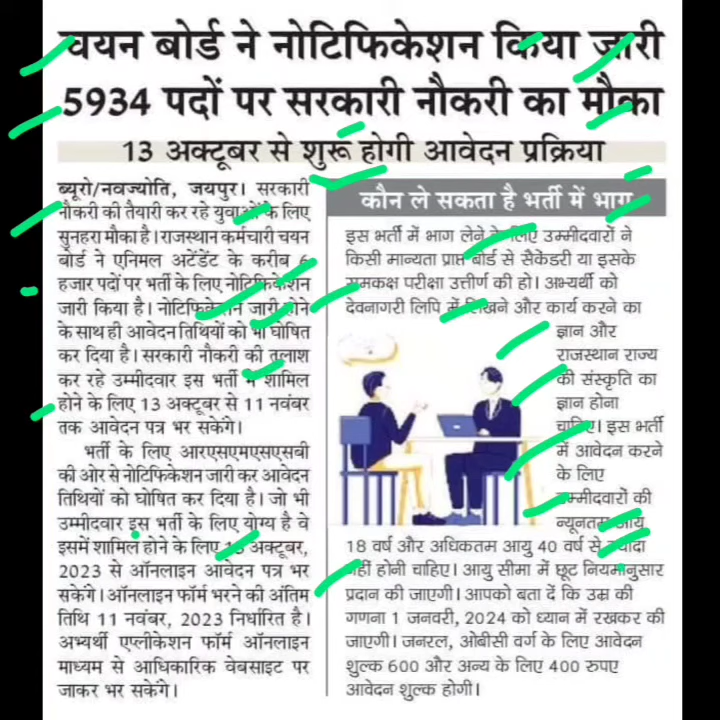 चयन बोर्ड ने नोटिफिकेशन किया जारी
5934 पदों पर सरकारी नौकरी का मौका
13 अक्टूबर से शुरू होगी आवेदन प्रक्रिया
ब्यूरो/नवज्योति, जयपुर। सरकारी
नौकरी की तैयारी कर रहे युवाओं के लिए
सुनहरा मौका है। राजस्थान कर्मचारी चयन
बोर्ड ने एनिमल अटेंडेंट के करीब 6
हजार पदों पर भर्ती के लिए नोटिफिकेशन
जारी किया है। नोटिफिकेशन जारी होने
के साथ ही आवेदन तिथियों को भी घोषित
कर दिया है। सरकारी नौकरी की तलाश
कर रहे उम्मीदवार इस भर्ती में शामिल
होने के लिए 13 अक्टूबर से 11 नवंबर
तक आवेदन पत्र भर सकेंगे।
भर्ती के लिए आरएसएमएसएसबी
की ओर से नोटिफिकेशन जारी कर आवेदन
तिथियों को घोषित कर दिया है। जो भी
उम्मीदवार इस भर्ती के लिए योग्य है वे
इसमें शामिल होने के लिए 13 अक्टूबर,
2023 से ऑनलाइन आवेदन पत्र भर
सकेंगे। ऑनलाइन फॉर्म भरने की अंतिम
तिथि 11 नवंबर, 2023 निर्धारित है।
अभ्यर्थी एप्लीकेशन फॉर्म ऑनलाइन
माध्यम से आधिकारिक वेबसाइट पर
जाकर भर सकेंगे।
कौन ले सकता है भर्ती में भाग
इस भर्ती में भाग लेने के लिए उम्मीदवारों ने
किसी मान्यता प्राप्त बोर्ड से सैकेंडरी या इसके
समकक्ष परीक्षा उत्तीर्ण की हो। अभ्यर्थी को
देवनागरी लिपि में लिखने और कार्य करने का
ज्ञान और
राजस्थान राज्य
की संस्कृति का
ज्ञान होना
चाहिए। इस भर्ती
में आवेदन करने
के लिए
उम्मीदवारों की
न्यूनतम आयु
18 वर्ष और अधिकतम आयु 40 वर्ष से ज्यादा
नहीं होनी चाहिए। आयु सीमा में छूट नियमानुसार
प्रदान की जाएगी। आपको बता दें कि उम्र की
गणना 1 जनवरी, 2024 को ध्यान में रखकर की
जाएगी। जनरल, ओबीसी वर्ग के लिए आवेदन
शुल्क 600 और अन्य के लिए 400 रुपए
आवेदन शुल्क होगी।